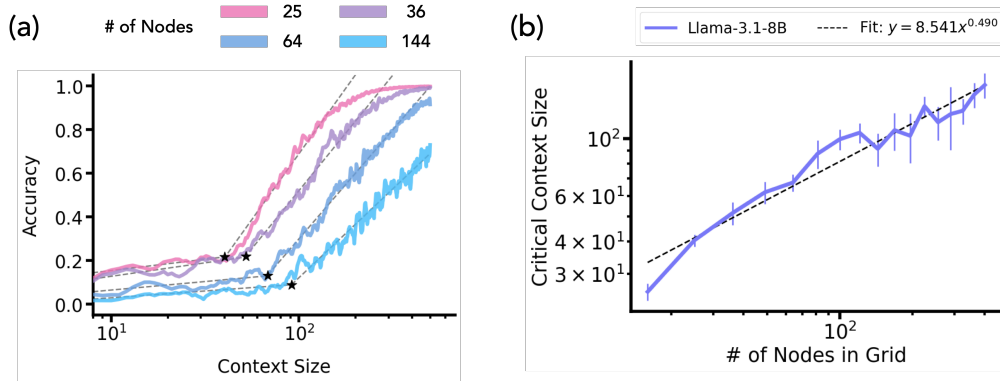 (a)
# of Nodes
25
36
64
144
Accuracy
1.0
0.8
0.6
0.4
0.2
0.0
10¹
10²
Context Size
(b)
Llama-3.1-8B
Fit: y = 8.541x^0.490
Critical Context Size
10²
6 × 10¹
4 × 10¹
3 × 10¹
10²
# of Nodes in Grid